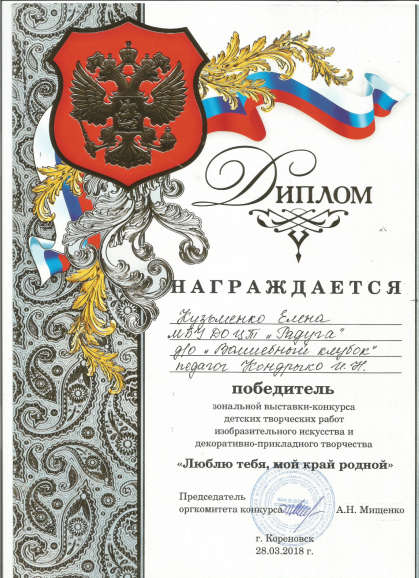 Диплом
НАГРАЖДАЕТСЯ
Кузьменко Елена
МБУ ДО ЦТ „Радуга"
д/о „Волшебный клубок"
педагог Кондрыко И.Н.
победитель
зональной выставки-конкурса
детских творческих работ
изобразительного искусства и
декоративно-прикладного творчества
«Люблю тебя, мой край родной»
Председатель
оргкомитета конкурса А.Н. Мищенко
г. Кореновск
28.03.2018 г.